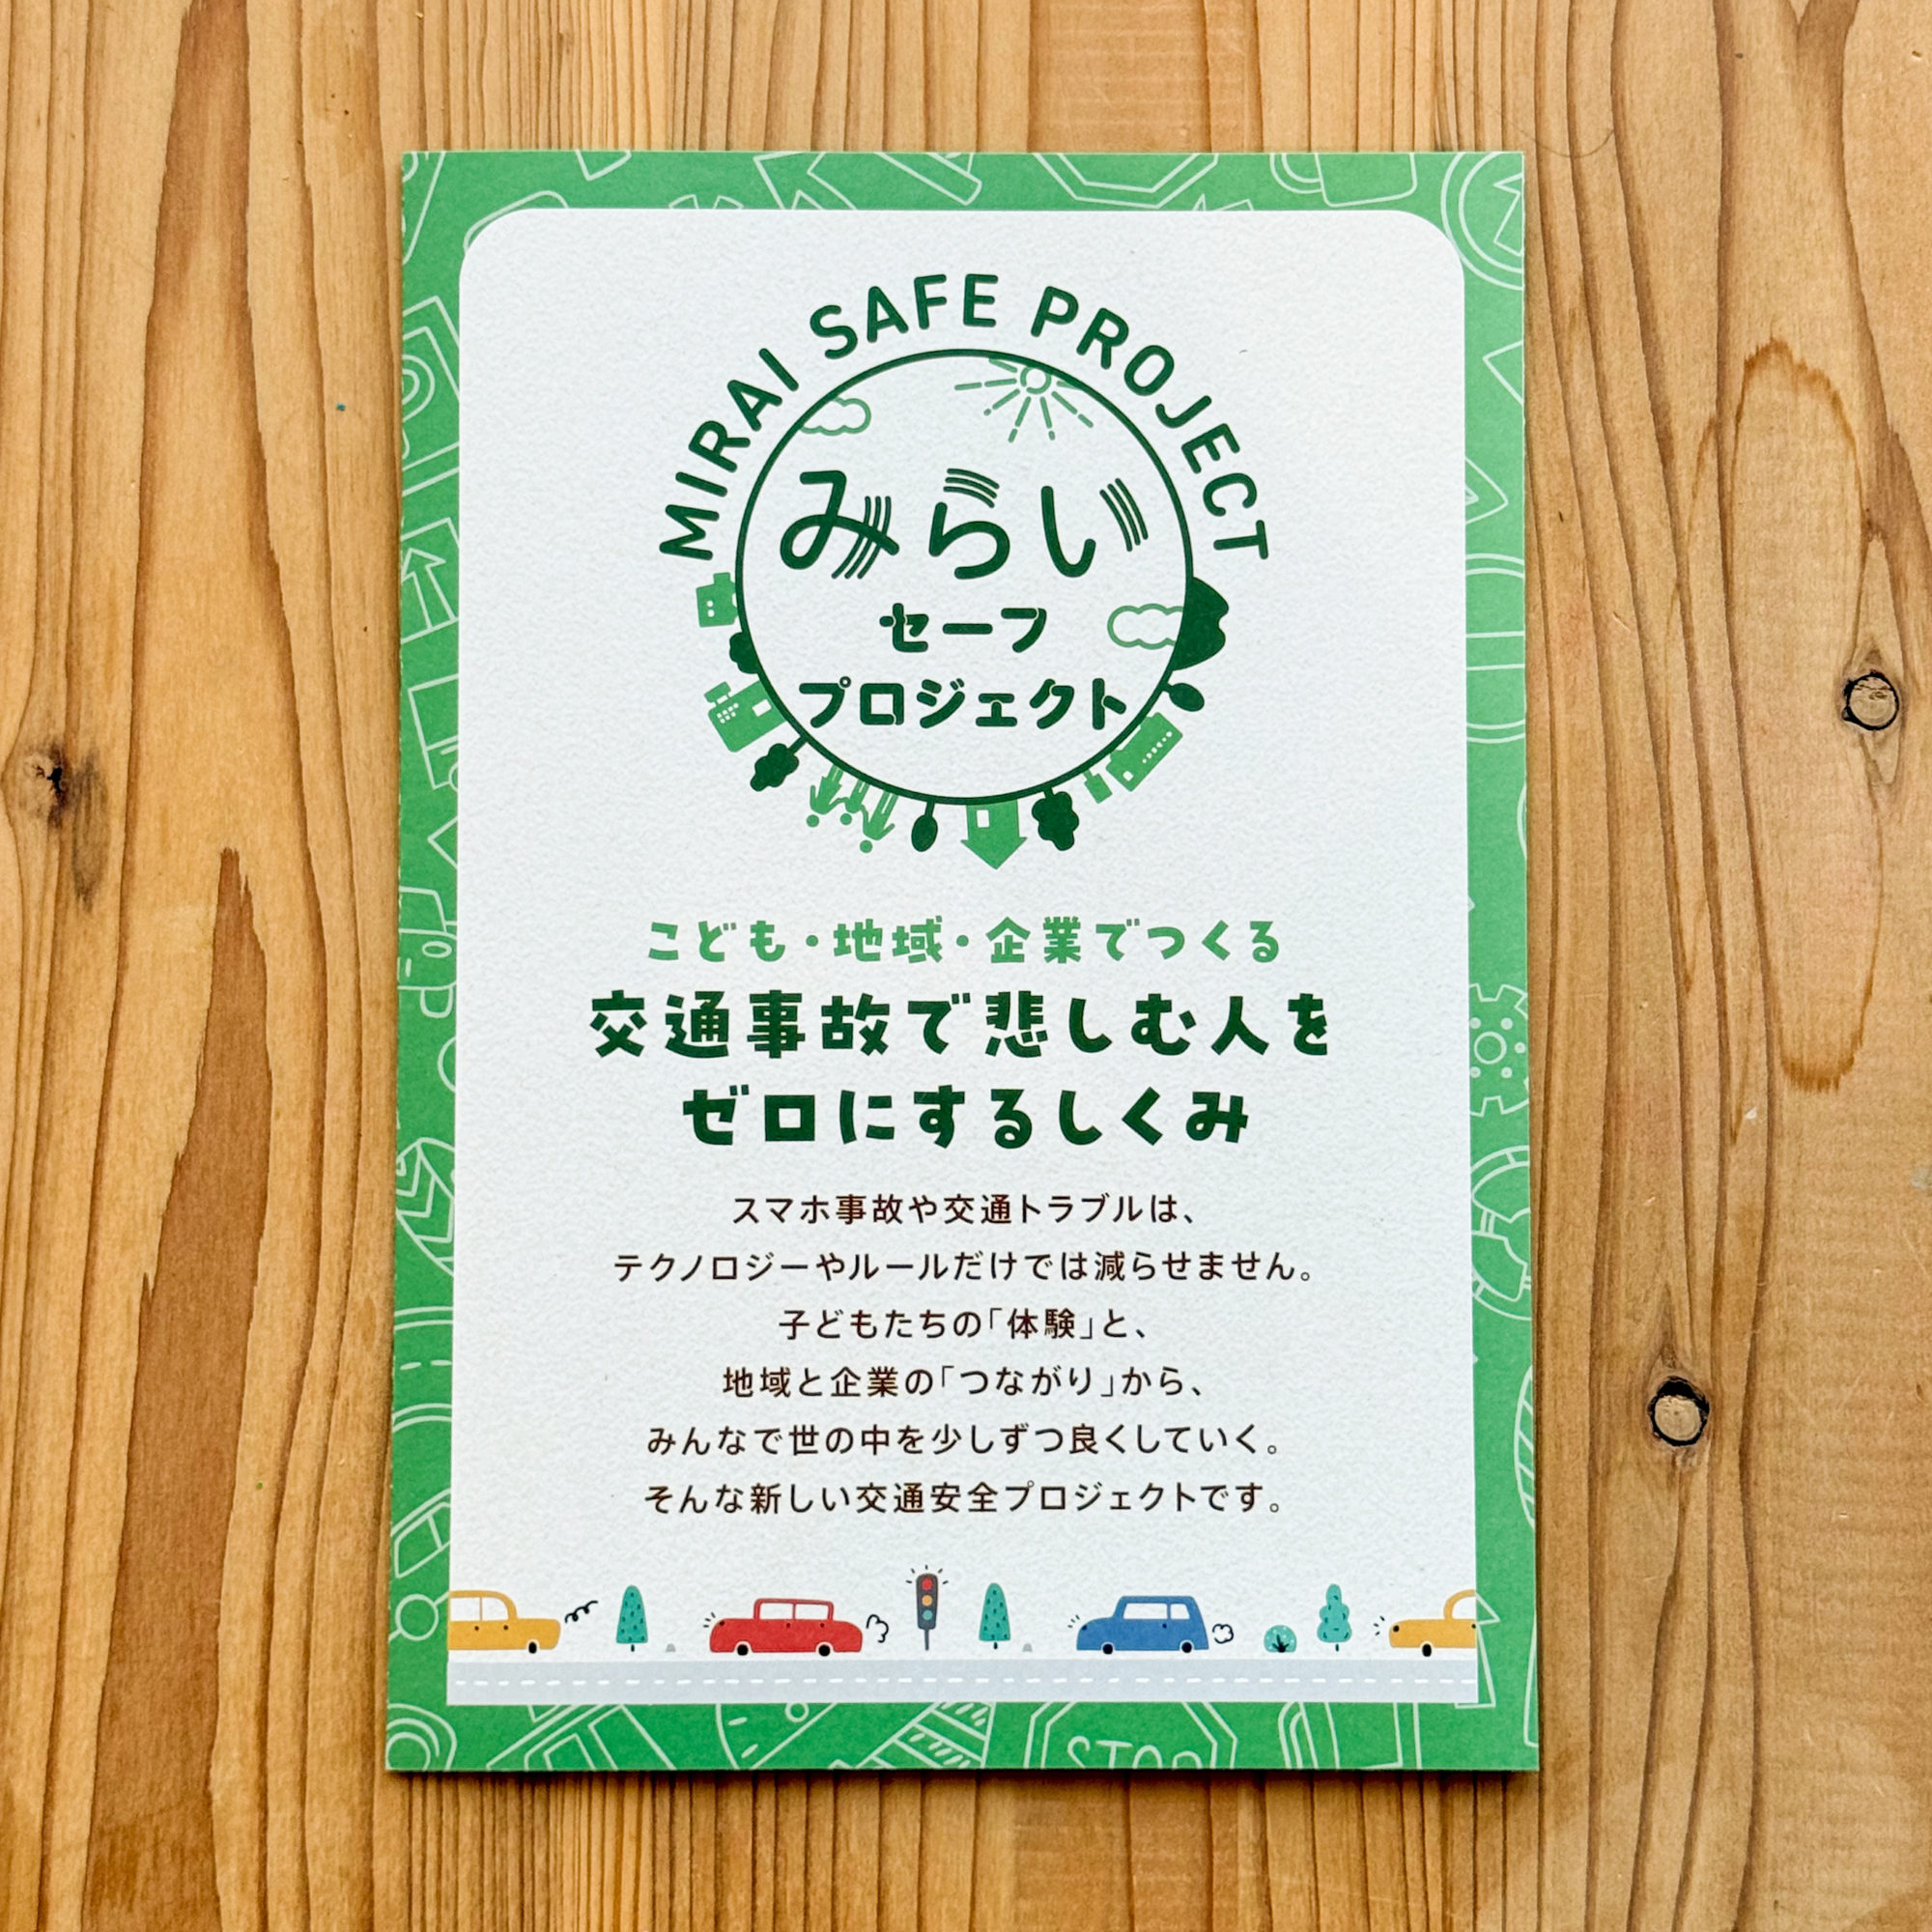 MIRAI SAFE PROJECT
みらい
セーフ
プロジェクト
こども・地域・企業でつくる
交通事故で悲しむ人を
ゼロにするしくみ
スマホ事故や交通トラブルは、
テクノロジーやルールだけでは減らせません。
子どもたちの「体験」と、
地域と企業の「つながり」から、
みんなで世の中を少しずつ良くしていく。
そんな新しい交通安全プロジェクトです。
STOP